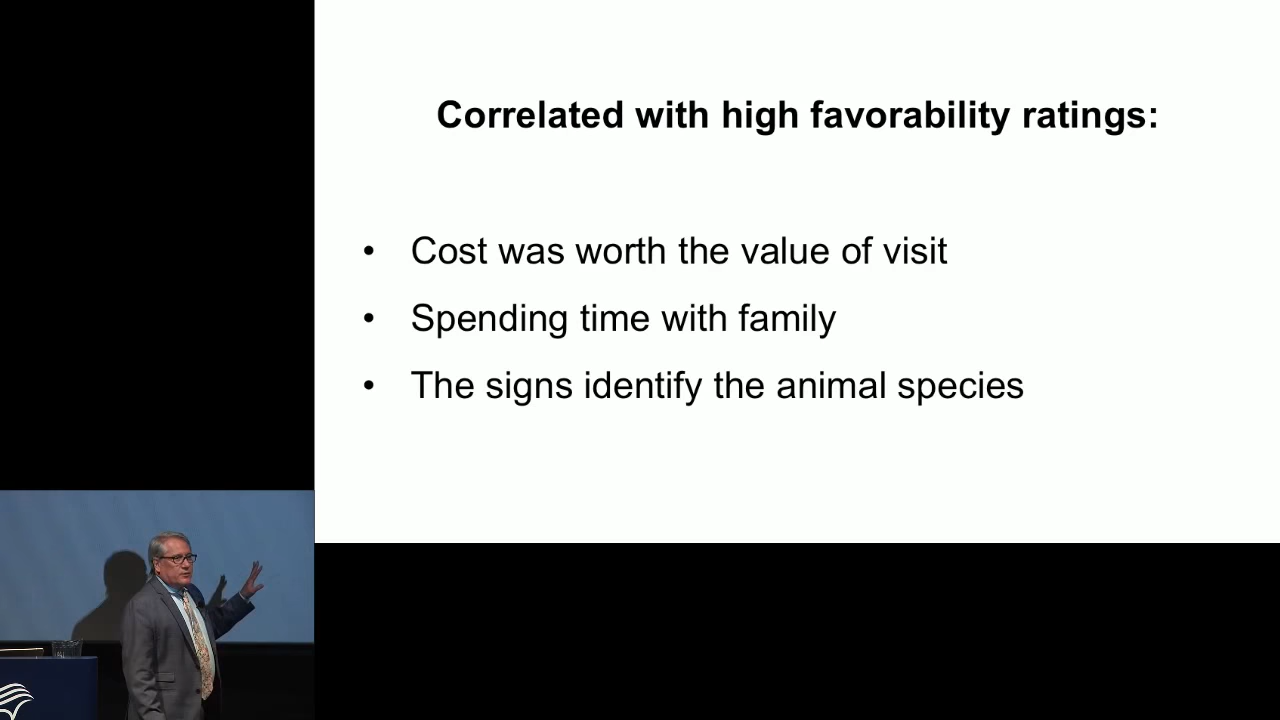 Correlated with high favorability ratings:
• Cost was worth the value of visit
• Spending time with family
• The signs identify the animal species